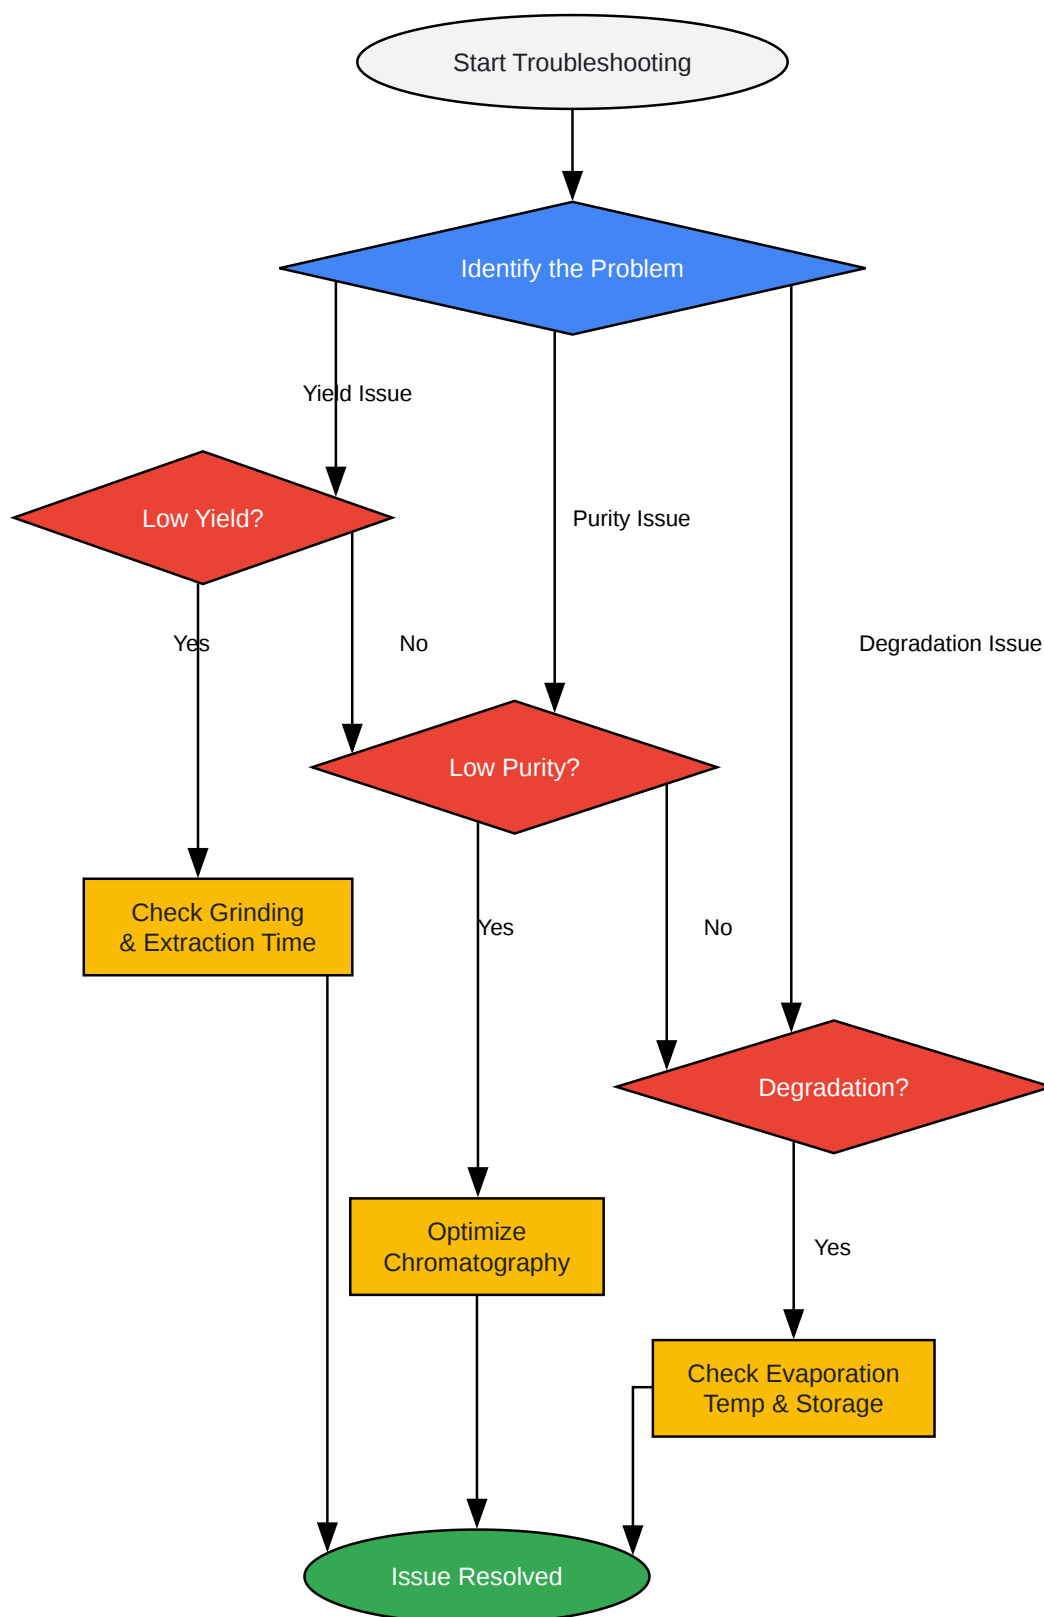 Start Troubleshooting
Identify the Problem
Yield Issue
Low Yield?
Purity Issue
Yes
No
Degradation Issue
Low Purity?
Check Grinding
& Extraction Time
Yes
No
Degradation?
Optimize
Chromatography
Yes
Check Evaporation
Temp & Storage
Issue Resolved